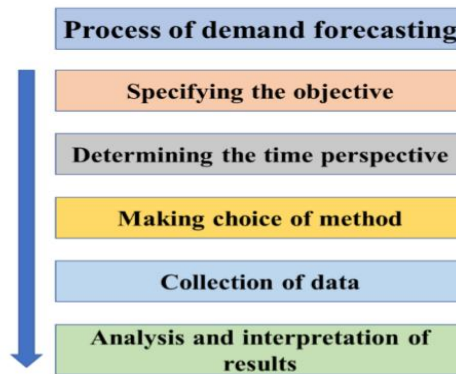 Process of demand forecasting
Specifying the objective
Determining the time perspective
Making choice of method
Collection of data
Analysis and interpretation of
results